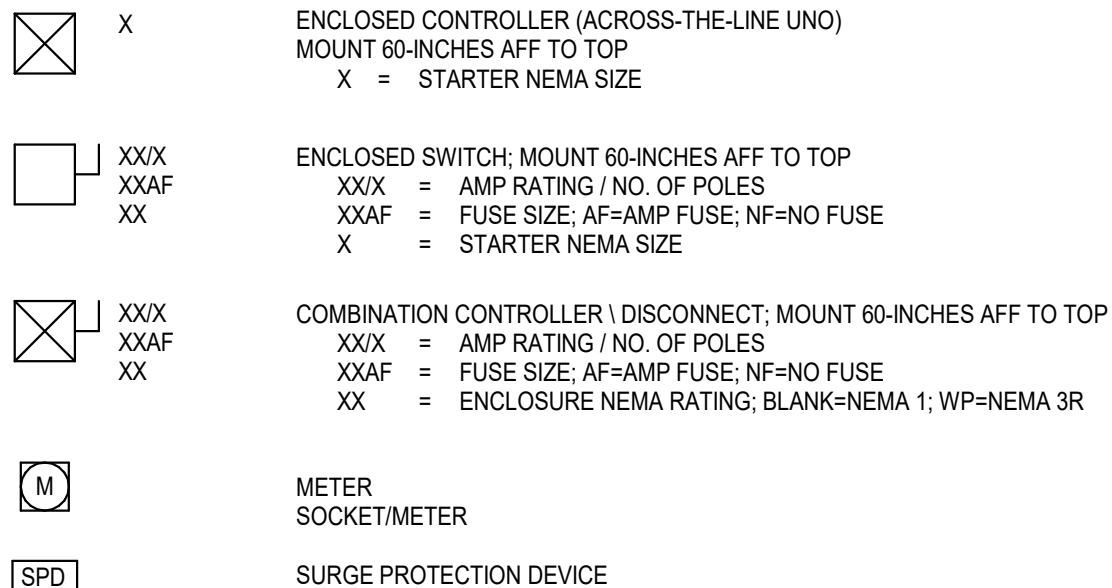 X ENCLOSED CONTROLLER (ACROSS-THE-LINE UNO)
MOUNT 60-INCHES AFF TO TOP
X = STARTER NEMA SIZE
XX/X ENCLOSED SWITCH; MOUNT 60-INCHES AFF TO TOP
XXAF XX/X = AMP RATING / NO. OF POLES
XX XXAF = FUSE SIZE; AF=AMP FUSE; NF=NO FUSE
X = STARTER NEMA SIZE
XX/X COMBINATION CONTROLLER \ DISCONNECT; MOUNT 60-INCHES AFF TO TOP
XXAF XX/X = AMP RATING / NO. OF POLES
XX XXAF = FUSE SIZE; AF=AMP FUSE; NF=NO FUSE
XX = ENCLOSURE NEMA RATING; BLANK=NEMA 1; WP=NEMA 3R
M METER
SOCKET/METER
SPD SURGE PROTECTION DEVICE